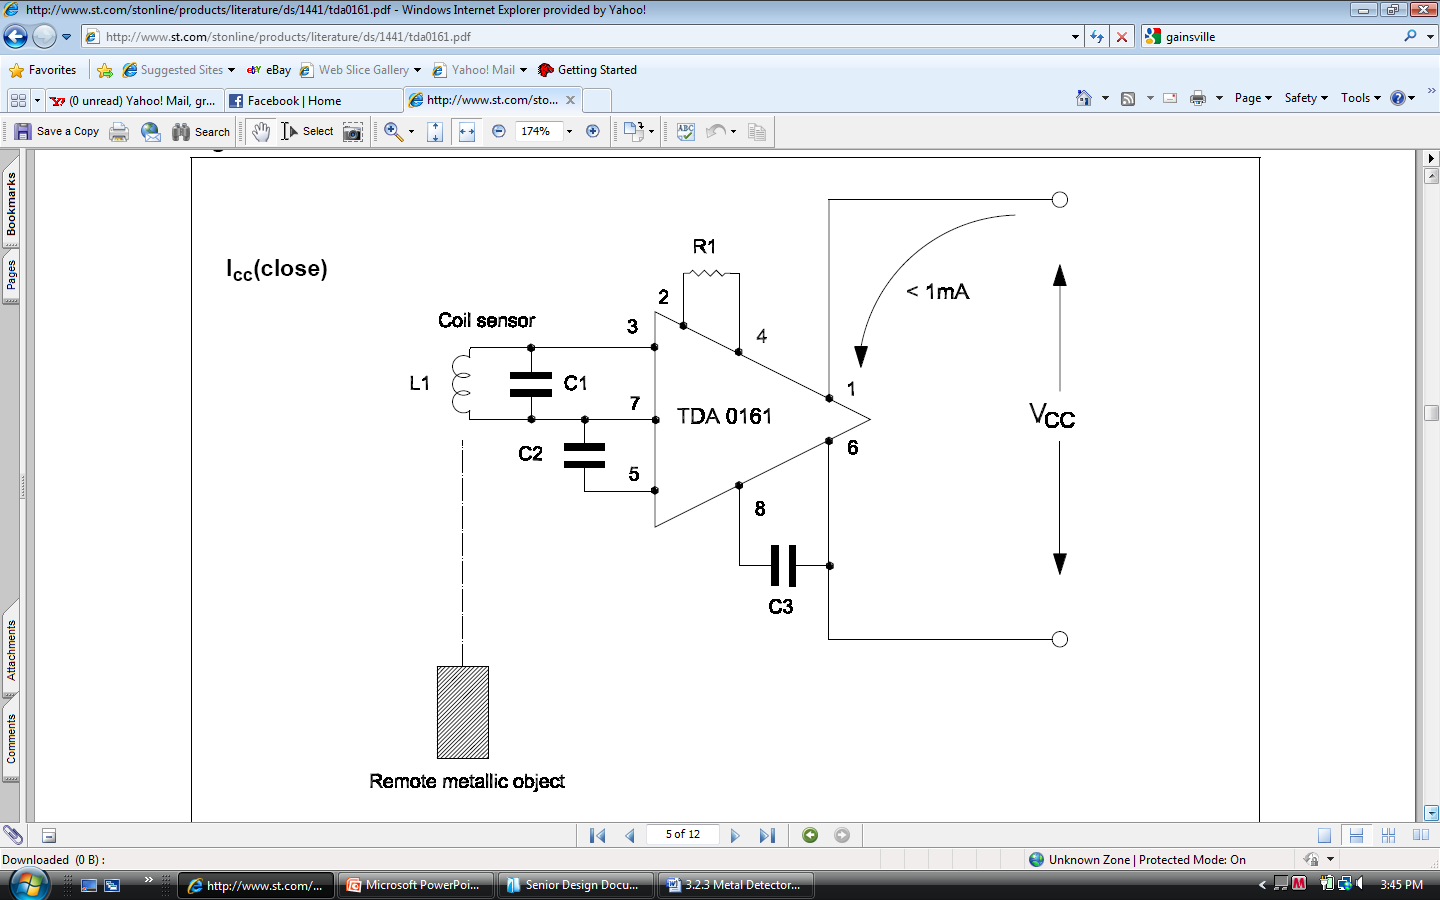 http://www.st.com/stonline/products/literature/ds/1441/tda0161.pdf - Windows Internet Explorer provided by Yahoo!
http://www.st.com/stonline/products/literature/ds/1441/tda0161.pdf
gainsville
Favorites
Suggested Sites
eBay
Web Slice Gallery
Yahoo! Mail
Getting Started
(0 unread) Yahoo! Mail, gr...
Facebook | Home
http://www.st.com/sto...
Page
Safety
Tools
Save a Copy
Search
Select
174%
Bookmarks
Pages
Attachments
Comments
Icc(close)
R1
2
4
< 1mA
Coil sensor
3
L1
C1
1
7
TDA 0161
VCC
C2
6
5
8
C3
Remote metallic object
5 of 12
Downloaded (0 B) :
Unknown Zone | Protected Mode: On
http://www.st.com/...
Microsoft PowerPoi...
Senior Design Docu...
3.2.3 Metal Detector...
3:45 PM